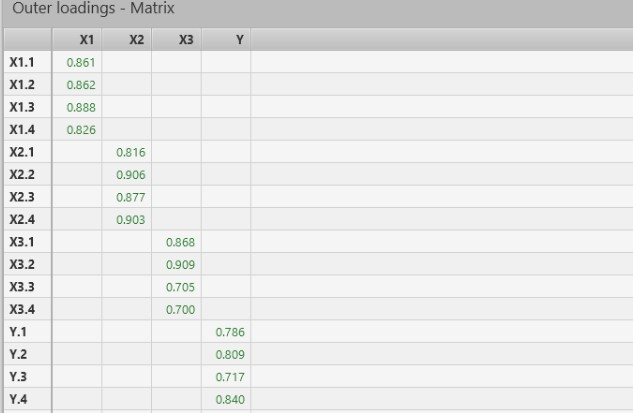 Outer loadings - Matrix
X1 X2 X3 Y
X1.1 0.861
X1.2 0.862
X1.3 0.888
X1.4 0.826
X2.1 0.816
X2.2 0.906
X2.3 0.877
X2.4 0.903
X3.1 0.868
X3.2 0.909
X3.3 0.705
X3.4 0.700
Y.1 0.786
Y.2 0.809
Y.3 0.717
Y.4 0.840